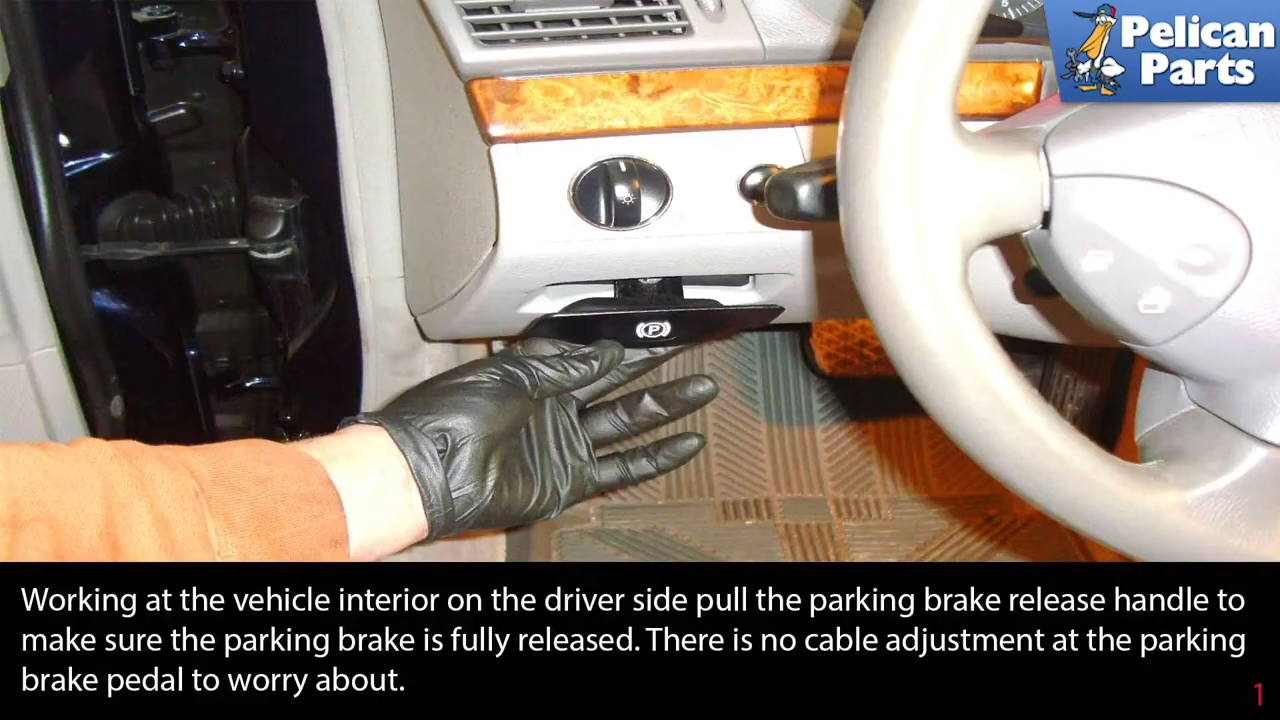 Pelican
Parts
P
Working at the vehicle interior on the driver side pull the parking brake release handle to
make sure the parking brake is fully released. There is no cable adjustment at the parking
brake pedal to worry about.
1